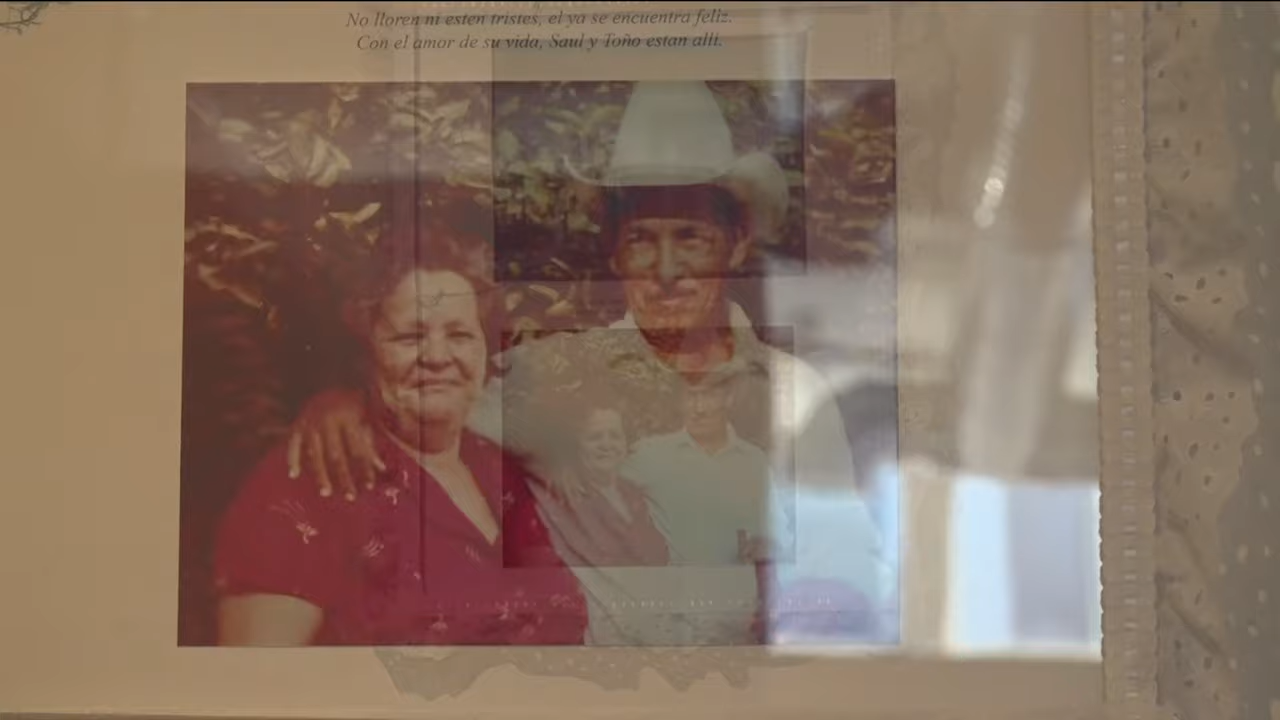 No lloren ni esten tristes, el ya se encuentra feliz.
Con el amor de su vida, Saul y Toño estan alli.